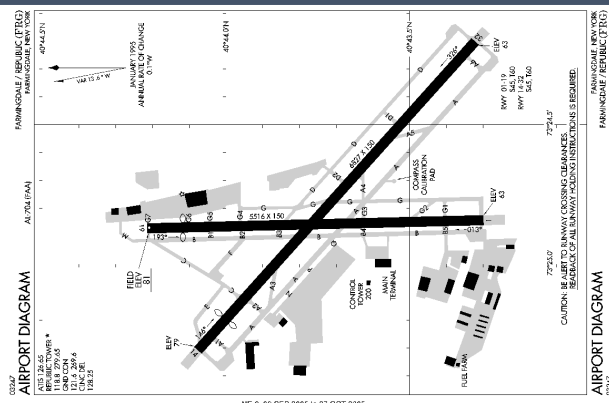 03247
AIRPORT DIAGRAM
AL-704 (FAA)
FARMINGDALE / REPUBLIC (FRG)
FARMINGDALE, NEW YORK
ATIS 126.65
REPUBLIC TOWER *
118.8 279.65
GND CON
121.6 269.6
CLNC DEL
128.25
40°44.5'N
40°44.0'N
40°43.5'N
VAR 13.6° W
JANUARY 1995
ANNUAL RATE OF CHANGE
0.1°W
73°24.5'
73°25.0'
FIELD
ELEV
81
ELEV
79
ELEV
63
ELEV
63
19
14
32
193°
146°
326°
013°
5516 X 150
6827 X 150
COMPASS
CALIBRATION
PAD
CONTROL
TOWER
200
MAIN
TERMINAL
FUEL FARM
RWY 01-19
S45, T60
RWY 14-32
S45, T60
CAUTION: BE ALERT TO RUNWAY CROSSING CLEARANCES.
READBACK OF ALL RUNWAY HOLDING INSTRUCTIONS IS REQUIRED.
AIRPORT DIAGRAM
03247
FARMINGDALE, NEW YORK
FARMINGDALE / REPUBLIC (FRG)